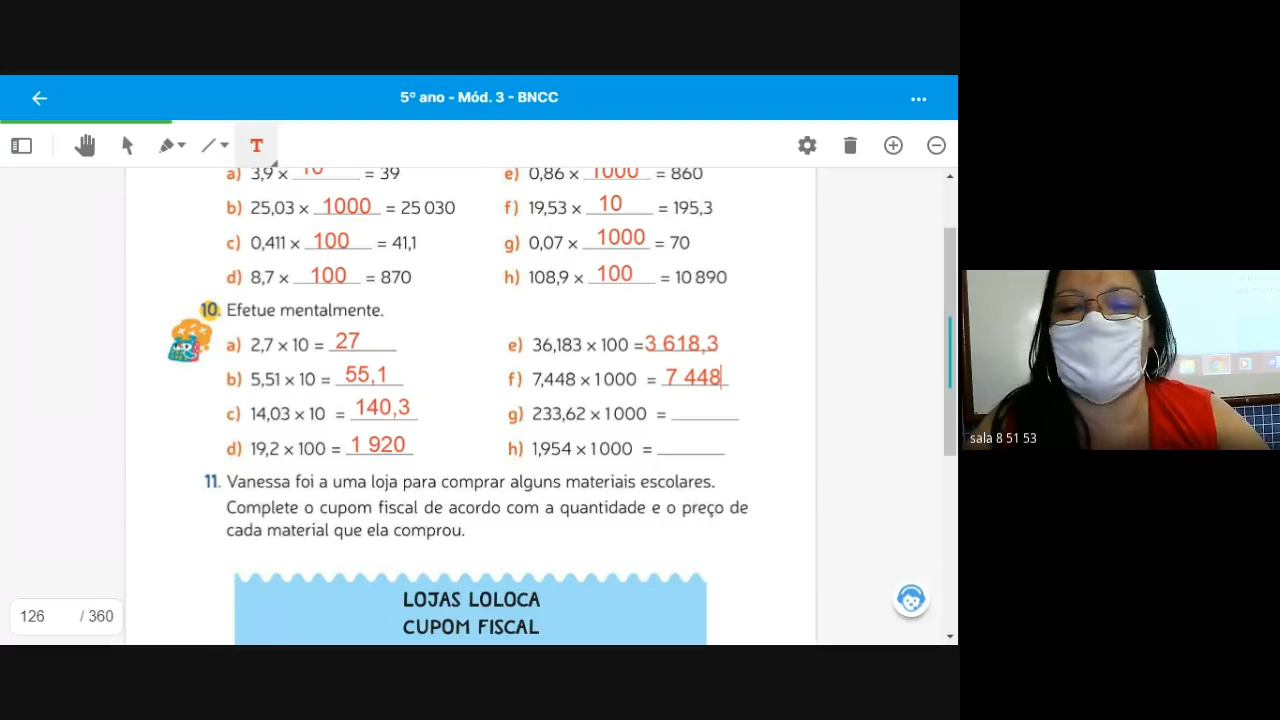 5º ano - Mód. 3 - BNCC
T
a) 3,9 × 10 = 39
e) 0,86 × 1000 = 860
b) 25,03 × 1000 = 25 030
f) 19,53 × 10 = 195,3
c) 0,411 × 100 = 41,1
g) 0,07 × 1000 = 70
d) 8,7 × 100 = 870
h) 108,9 × 100 = 10 890
10. Efetue mentalmente.
a) 2,7 × 10 = 27
e) 36,183 × 100 = 3 618,3
b) 5,51 × 10 = 55,1
f) 7,448 × 1 000 = 7 448
c) 14,03 × 10 = 140,3
g) 233,62 × 1 000 = ______
d) 19,2 × 100 = 1 920
h) 1,954 × 1 000 = ______
11. Vanessa foi a uma loja para comprar alguns materiais escolares.
Complete o cupom fiscal de acordo com a quantidade e o preço de
cada material que ela comprou.
LOJAS LOLOCA
CUPOM FISCAL
126 / 360
sala 8 51 53